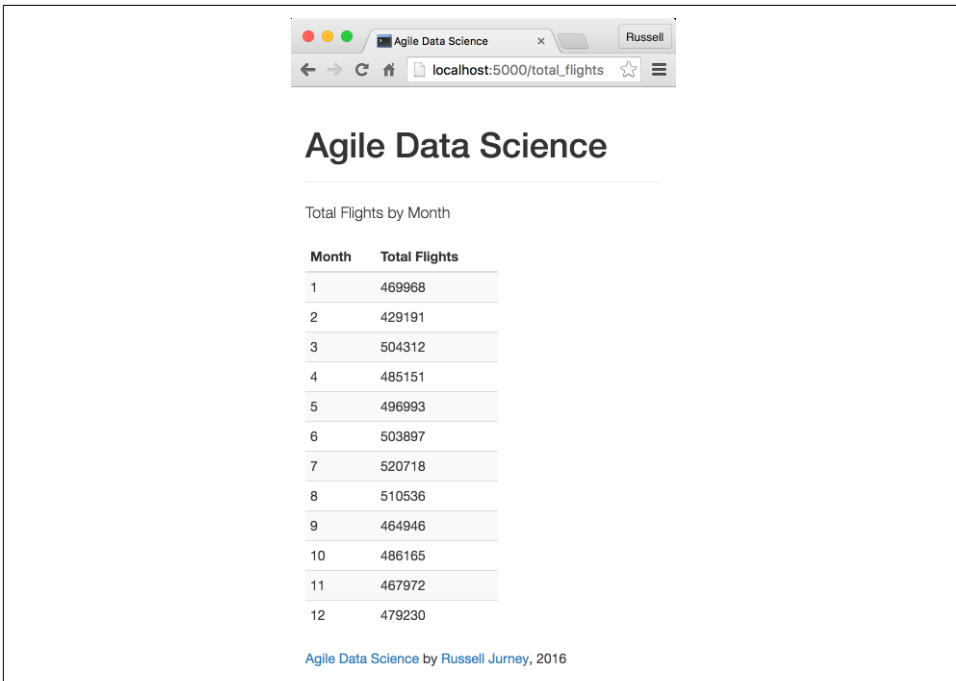 Agile Data Science
Russell
localhost:5000/total_flights
Agile Data Science
Total Flights by Month
Month Total Flights
1 469968
2 429191
3 504312
4 485151
5 496993
6 503897
7 520718
8 510536
9 464946
10 486165
11 467972
12 479230
Agile Data Science by Russell Jurney, 2016